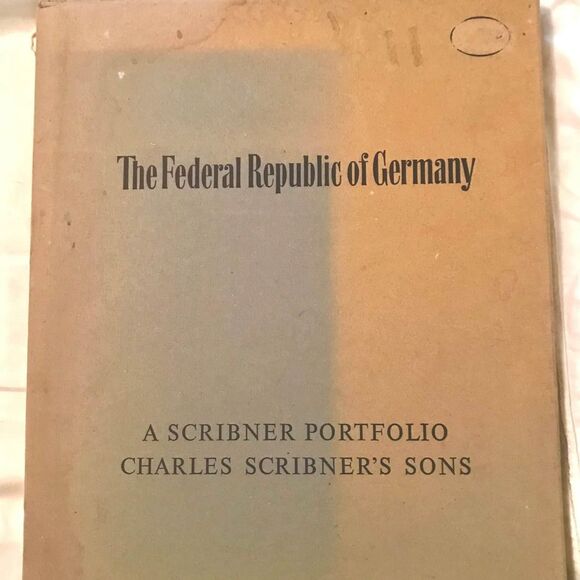 The Federal Republic of Germany
A SCRIBNER PORTFOLIO
CHARLES SCRIBNER'S SONS